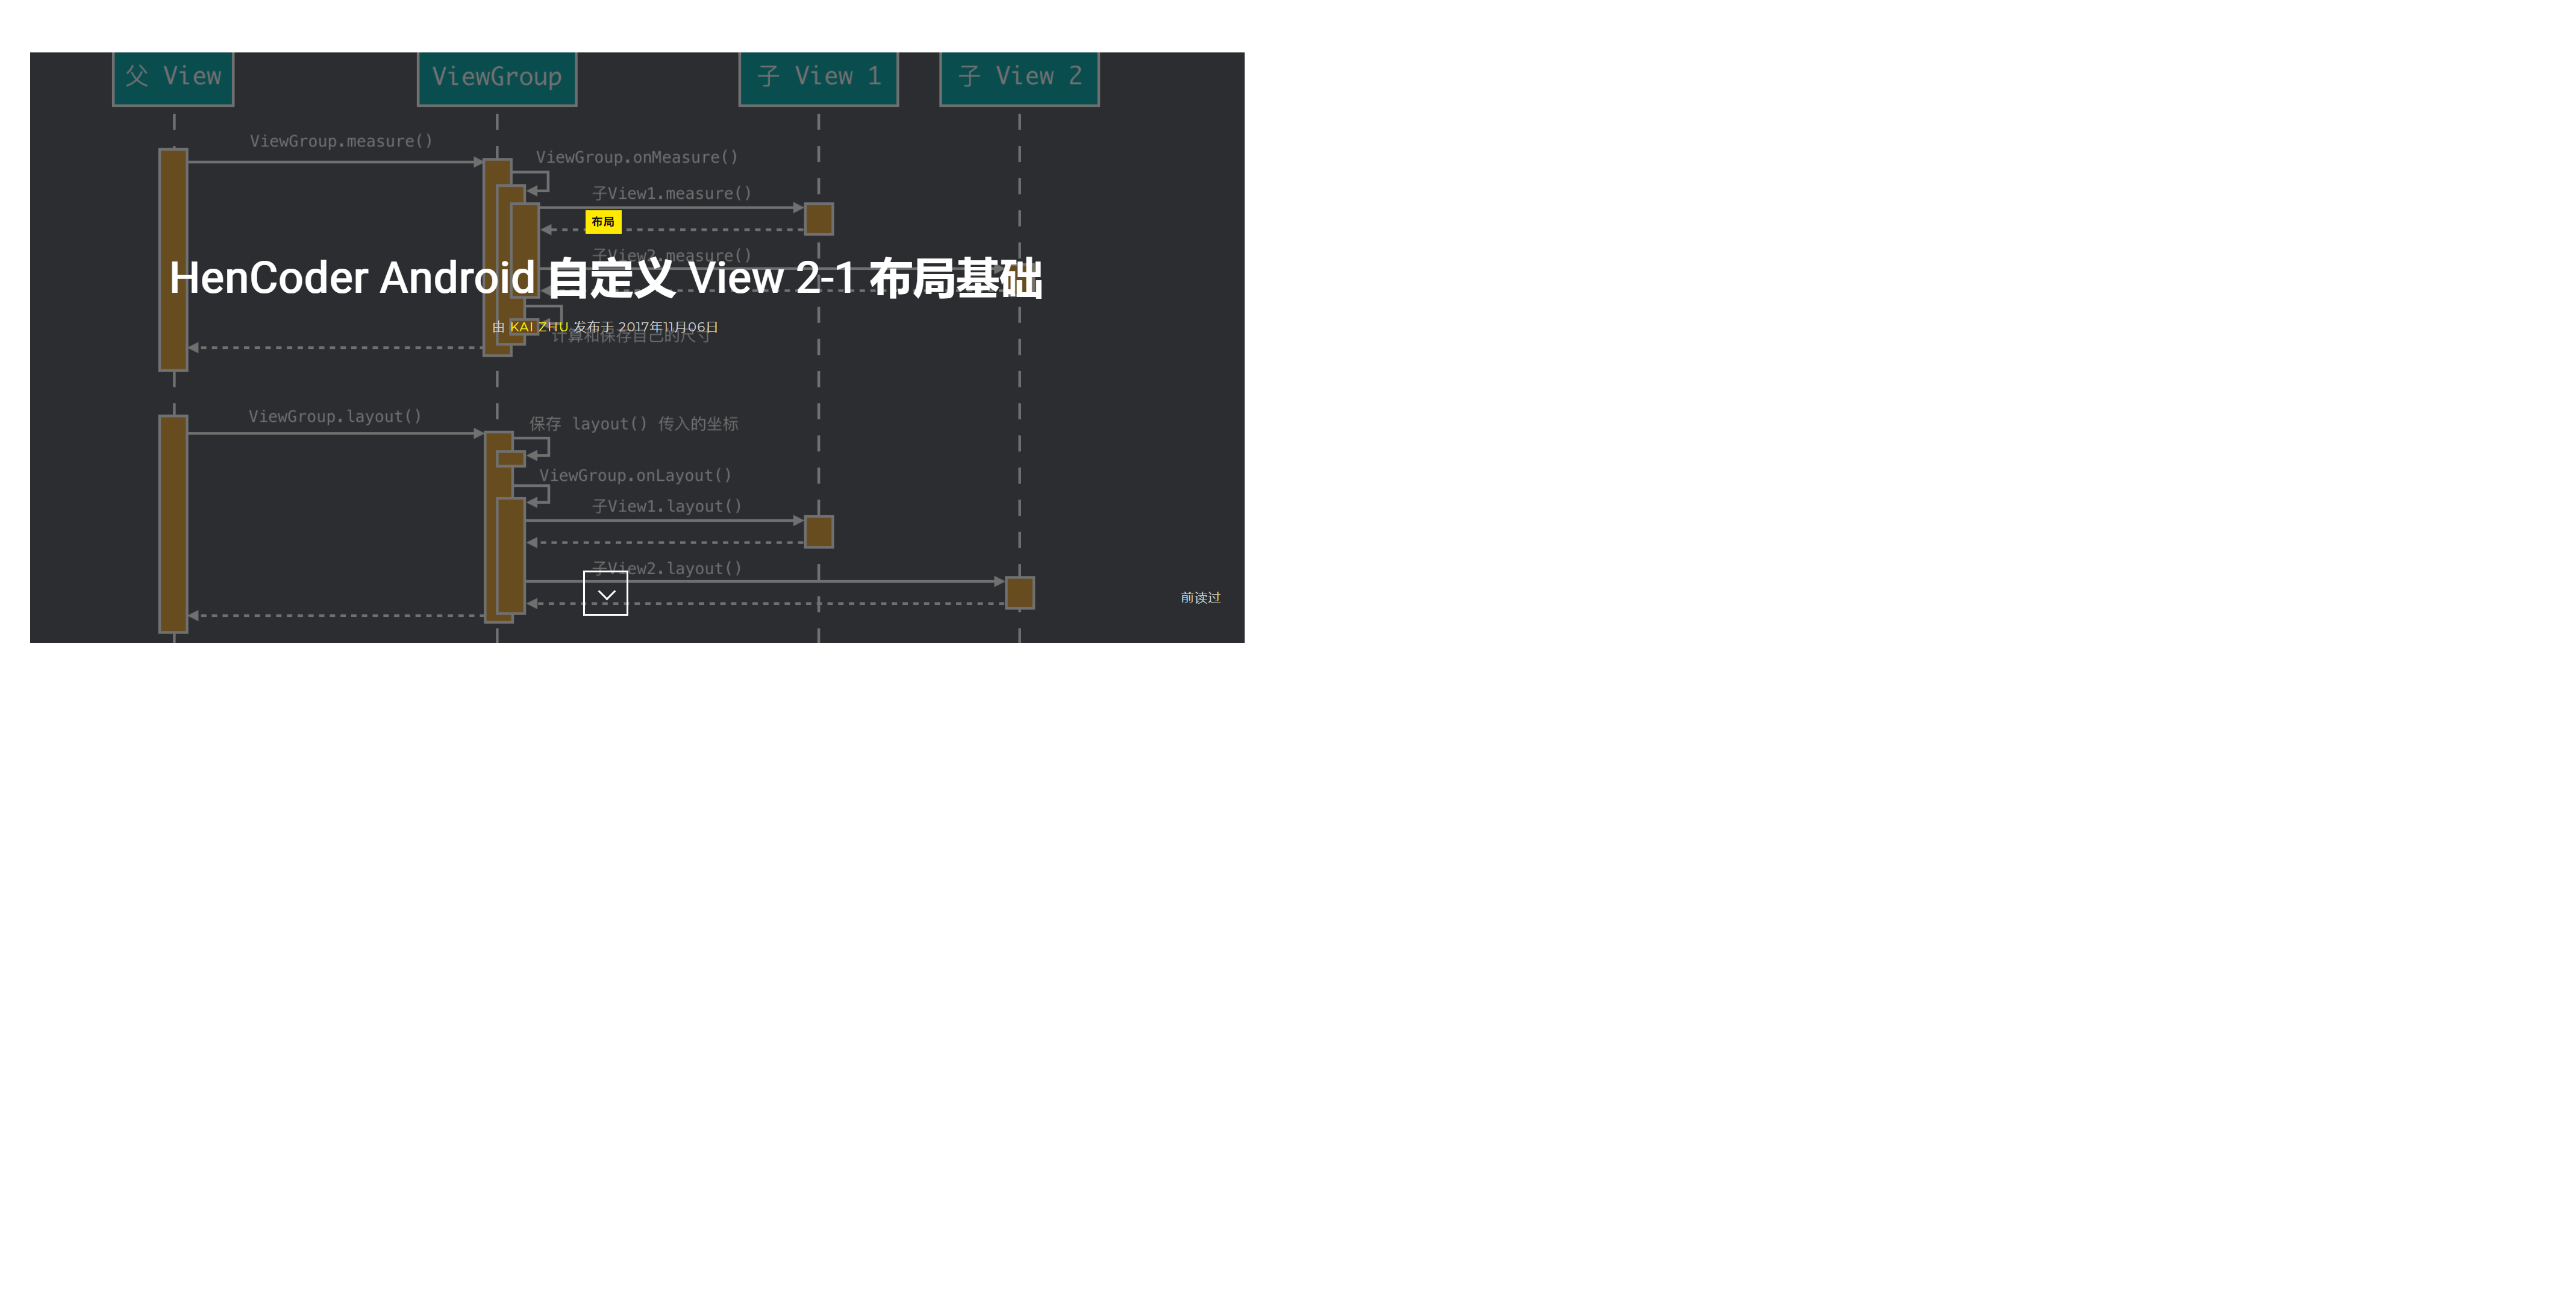 父 View
ViewGroup
子 View 1
子 View 2
ViewGroup.measure()
ViewGroup.onMeasure()
子View1.measure()
布局
子View2.measure()
HenCoder Android 自定义 View 2-1 布局基础
由 KAI ZHU 发布于 2017年11月06日
计算和保存自己的尺寸
ViewGroup.layout()
保存 layout() 传入的坐标
ViewGroup.onLayout()
子View1.layout()
子View2.layout()
前读过